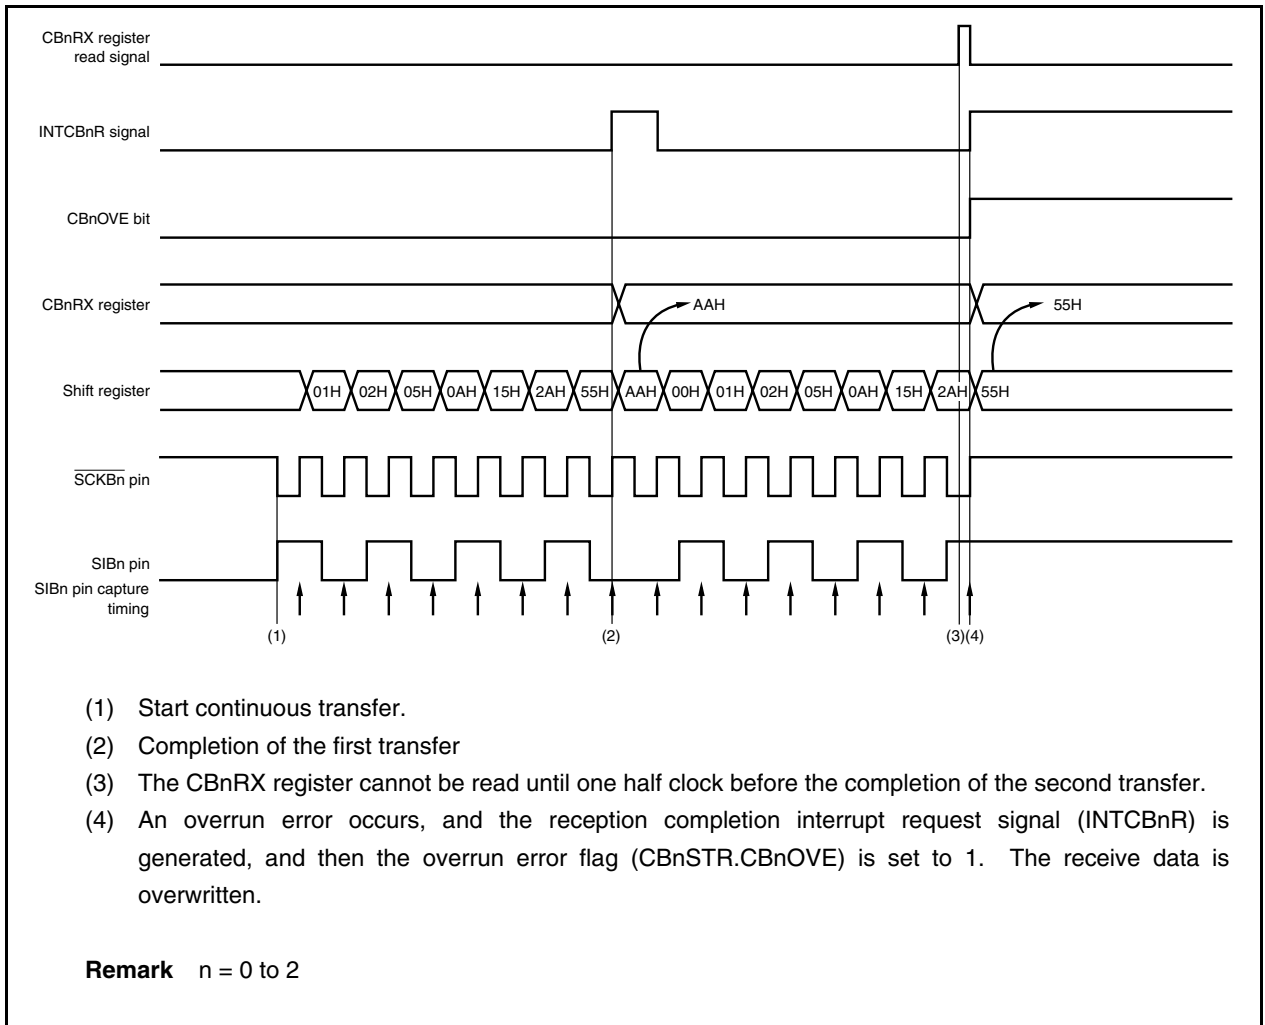 CBnRX register
read signal
INTCBnR signal
CBnOVE bit
CBnRX register
AAH
55H
Shift register
01H 02H 05H 0AH 15H 2AH 55H AAH 00H 01H 02H 05H 0AH 15H 2AH 55H
SCKBn pin
SIBn pin
SIBn pin capture
timing
(1) (2) (3)(4)
(1) Start continuous transfer.
(2) Completion of the first transfer
(3) The CBnRX register cannot be read until one half clock before the completion of the second transfer.
(4) An overrun error occurs, and the reception completion interrupt request signal (INTCBnR) is
generated, and then the overrun error flag (CBnSTR.CBnOVE) is set to 1. The receive data is
overwritten.
Remark n = 0 to 2